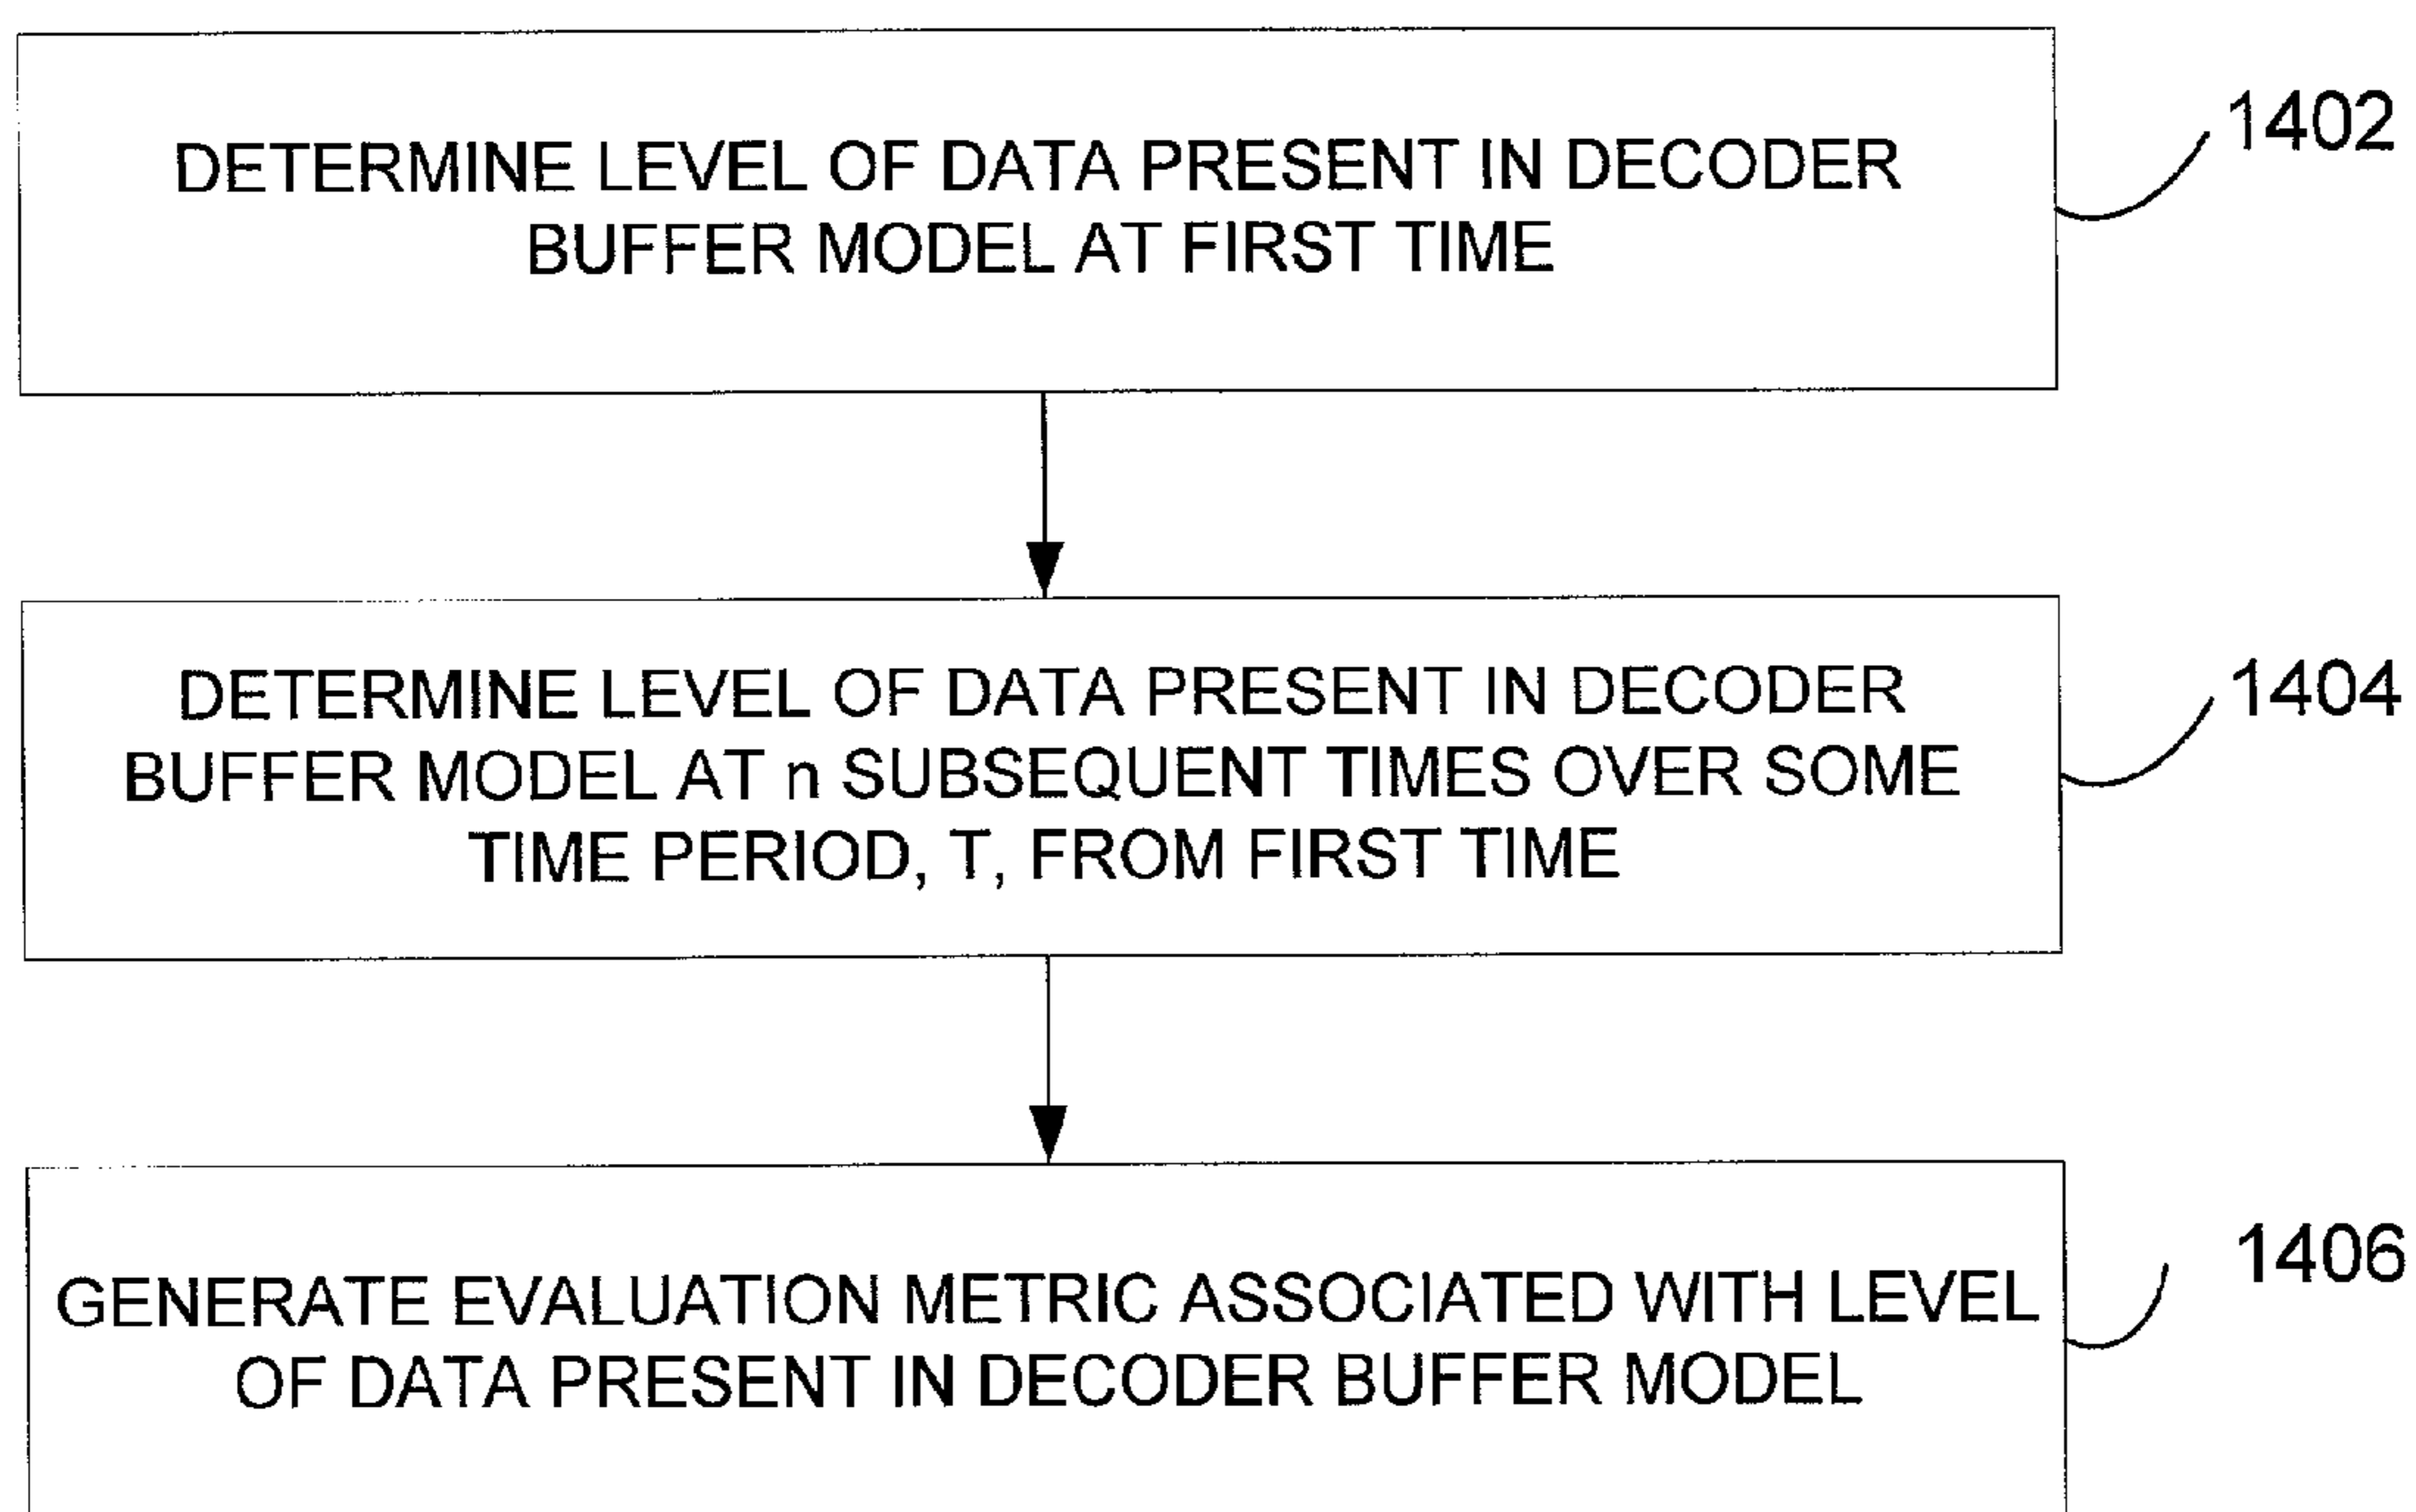 DETERMINE LEVEL OF DATA PRESENT IN DECODER
BUFFER MODEL AT FIRST TIME
1402
DETERMINE LEVEL OF DATA PRESENT IN DECODER
BUFFER MODEL AT n SUBSEQUENT TIMES OVER SOME
TIME PERIOD, T, FROM FIRST TIME
1404
GENERATE EVALUATION METRIC ASSOCIATED WITH LEVEL
OF DATA PRESENT IN DECODER BUFFER MODEL
1406